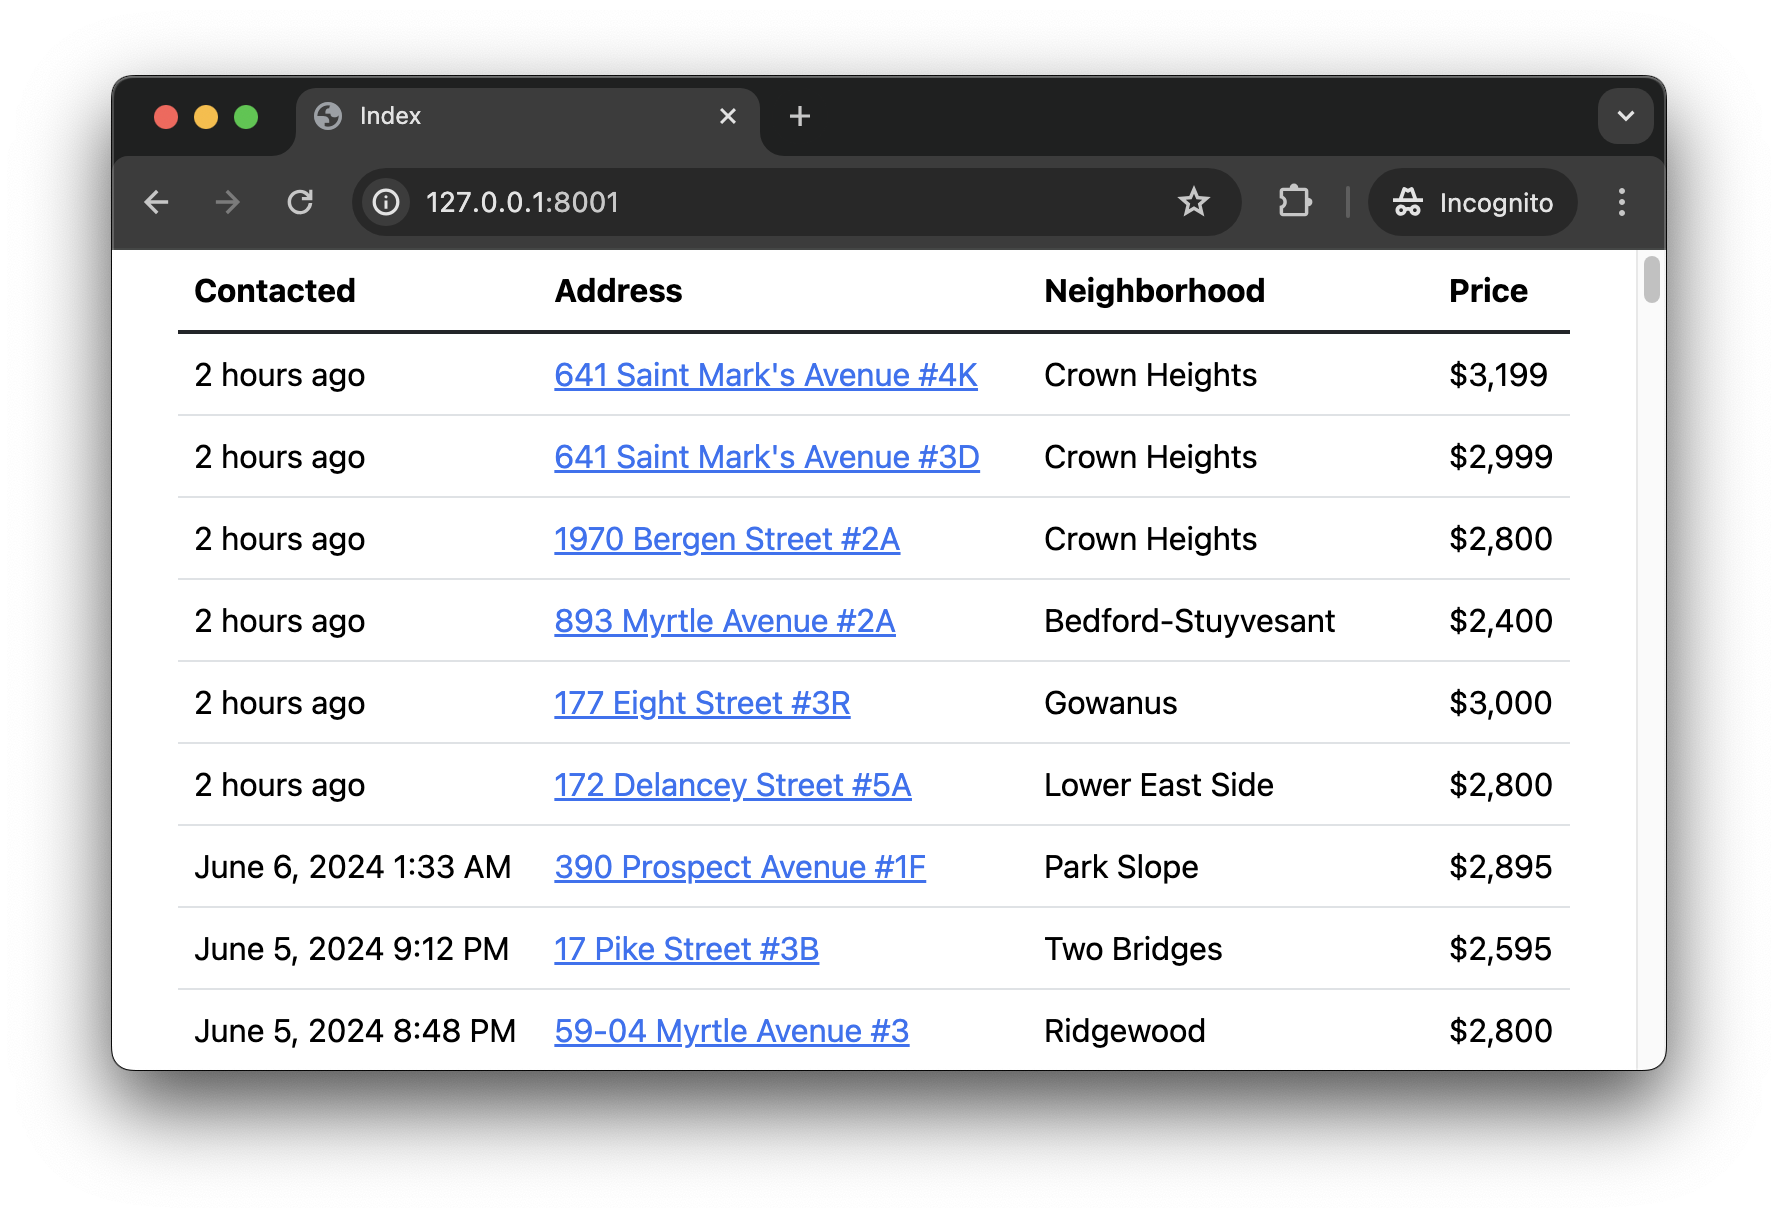 Index
127.0.0.1:8001
Incognito
Contacted Address Neighborhood Price
2 hours ago 641 Saint Mark's Avenue #4K Crown Heights $3,199
2 hours ago 641 Saint Mark's Avenue #3D Crown Heights $2,999
2 hours ago 1970 Bergen Street #2A Crown Heights $2,800
2 hours ago 893 Myrtle Avenue #2A Bedford-Stuyvesant $2,400
2 hours ago 177 Eight Street #3R Gowanus $3,000
2 hours ago 172 Delancey Street #5A Lower East Side $2,800
June 6, 2024 1:33 AM 390 Prospect Avenue #1F Park Slope $2,895
June 5, 2024 9:12 PM 17 Pike Street #3B Two Bridges $2,595
June 5, 2024 8:48 PM 59-04 Myrtle Avenue #3 Ridgewood $2,800